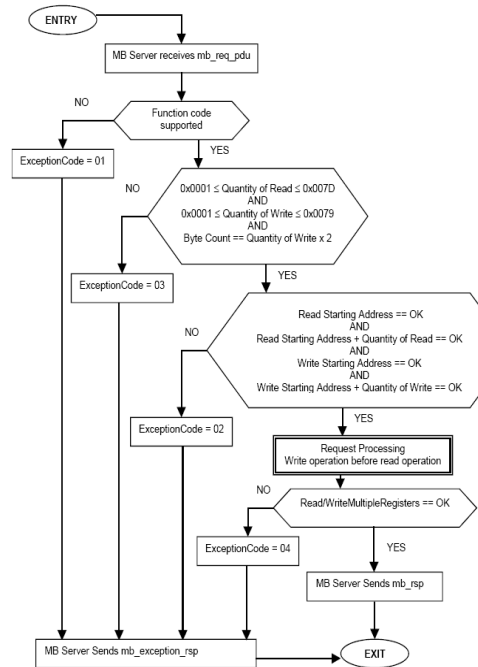 ENTRY
MB Server receives mb_req_pdu
NO
Function code
supported
YES
ExceptionCode = 01
NO
0x0001 ≤ Quantity of Read ≤ 0x007D
AND
0x0001 ≤ Quantity of Write ≤ 0x0079
AND
Byte Count == Quantity of Write x 2
YES
ExceptionCode = 03
NO
Read Starting Address == OK
AND
Read Starting Address + Quantity of Read == OK
AND
Write Starting Address == OK
AND
Write Starting Address + Quantity of Write == OK
YES
ExceptionCode = 02
Request Processing
Write operation before read operation
NO
Read/WriteMultipleRegisters == OK
YES
ExceptionCode = 04
MB Server Sends mb_rsp
MB Server Sends mb_exception_rsp
EXIT